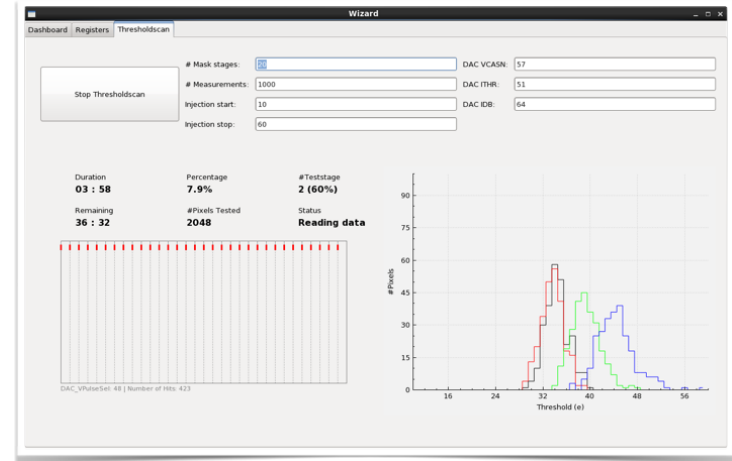 Wizard
Dashboard Registers Thresholdscan
Stop Thresholdscan
# Mask stages:
# Measurements: 1000
Injection start: 10
Injection stop: 60
DAC VCASN: 57
DAC ITHR: 51
DAC IDB: 64
Duration Percentage #Teststage
03 : 58 7.9% 2 (60%)
Remaining #Pixels Tested Status
36 : 32 2048 Reading data
DAC_VPulseSel: 48 | Number of Hits: 423
#Pixels
90
75
60
45
30
15
0
16 24 32 40 48 56
Threshold (e)